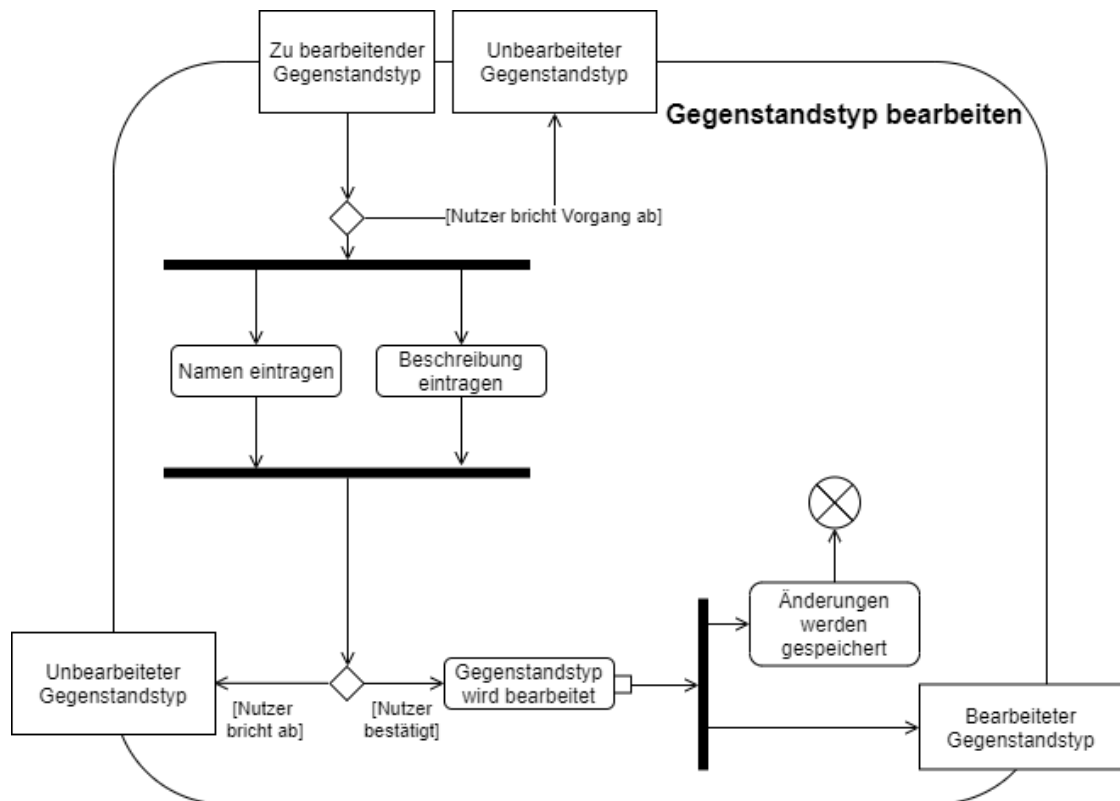 Zu bearbeitender
Gegenstandstyp
Unbearbeiteter
Gegenstandstyp
Gegenstandstyp bearbeiten
[Nutzer bricht Vorgang ab]
Namen eintragen
Beschreibung
eintragen
Änderungen
werden
gespeichert
Unbearbeiteter
Gegenstandstyp
[Nutzer
bricht ab]
[Nutzer
bestätigt]
Gegenstandstyp
wird bearbeitet
Bearbeiteter
Gegenstandstyp